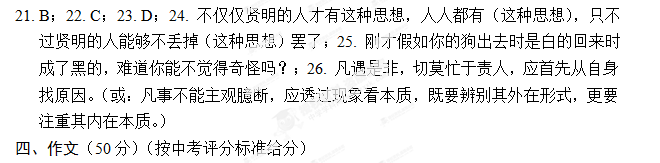 21. B；22. C；23. D；24. 不仅仅贤明的人才有这种思想，人人都有（这种思想），只不
过贤明的人能够不丢掉（这种思想）罢了；25. 刚才假如你的狗出去时是白的回来时
成了黑的，难道你能不觉得奇怪吗？；26. 凡遇是非，切莫忙于责人，应首先从自身
找原因。（或：凡事不能主观臆断，应透过现象看本质，既要辨别其外在形式，更要
注重其内在本质。）
四、作文（50 分）（按中考评分标准给分）